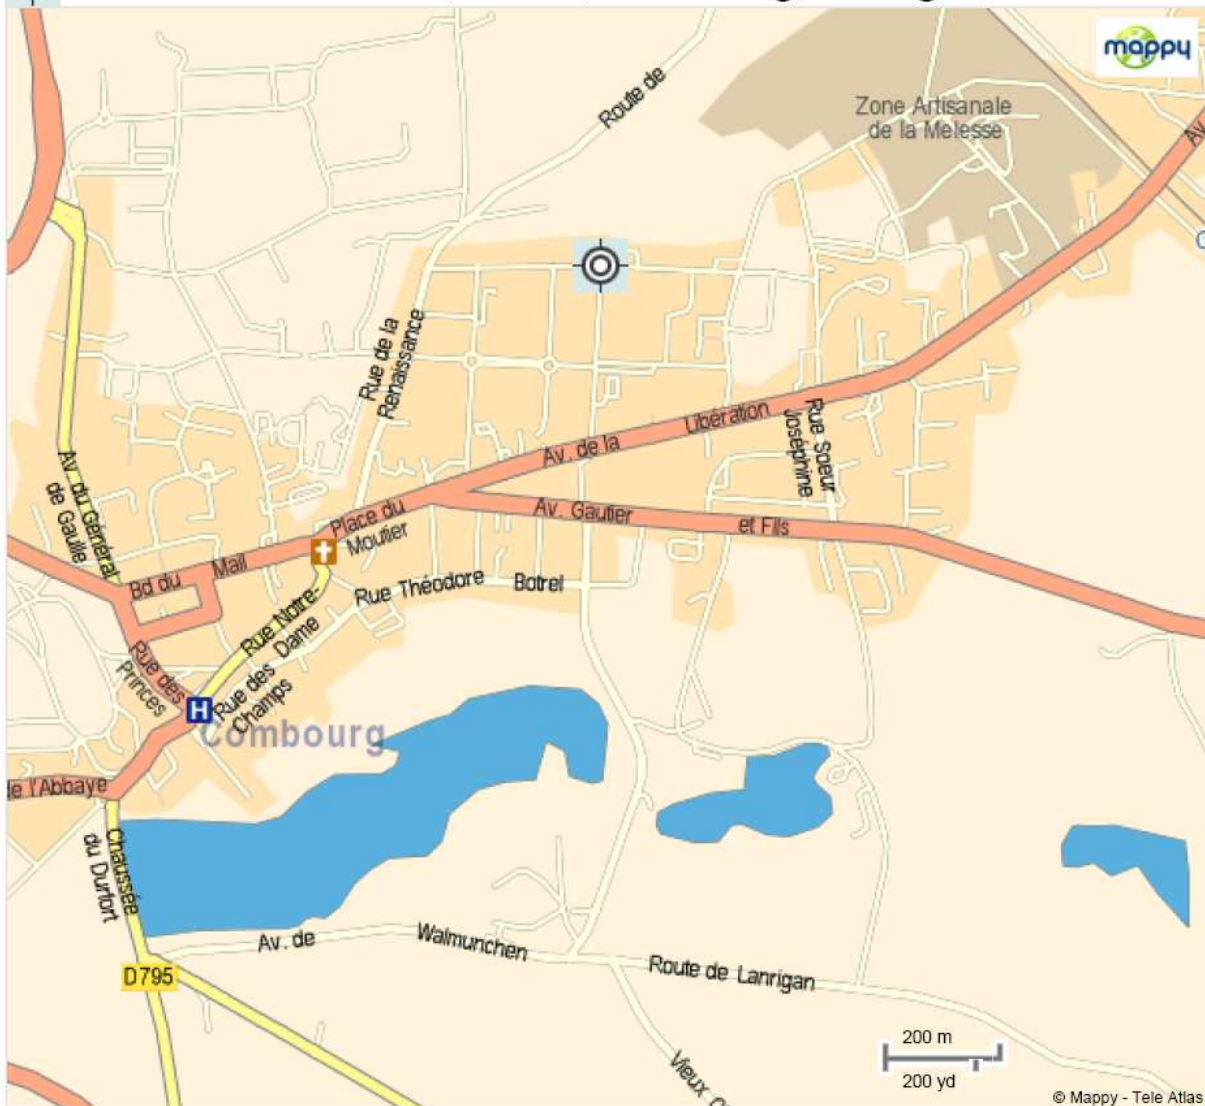 mappy
Zone Artisanale
de la Melesse
Route de
Av.
Rue de la
Renaissance
Av. de la
Libération
Rue Soeur
Joséphine
Av. du Général
de Gaulle
Place du
Moutier
Av. Gautier
et Fils
Bd du
Mail
Rue Théodore
Botrel
Rue Notre-
Dame
Rue des
Princes
Rue des
Champs
H
Combourg
de l'Abbaye
Chaussée
du Durfort
Av. de
Walmunchen
D795
Route de Lanrigan
Vieux C
200 m
200 yd
© Mappy - Tele Atlas